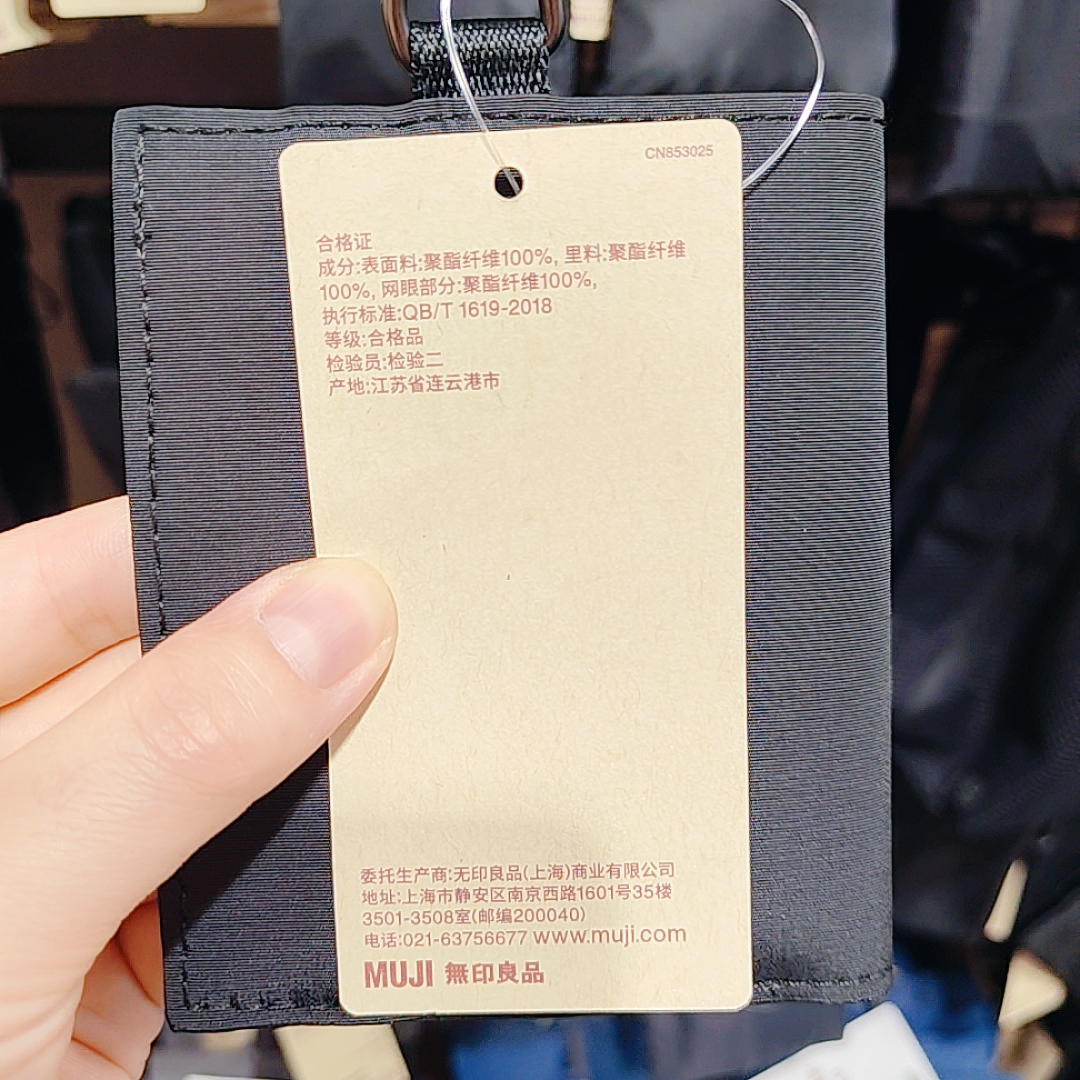 CN853025
合格证
成分:表面料:聚酯纤维100%, 里料:聚酯纤维
100%, 网眼部分:聚酯纤维100%,
执行标准:QB/T 1619-2018
等级:合格品
检验员:检验二
产地:江苏省连云港市
委托生产商:无印良品(上海)商业有限公司
地址:上海市静安区南京西路1601号35楼
3501-3508室(邮编200040)
电话:021-63756677 www.muji.com
MUJI 無印良品